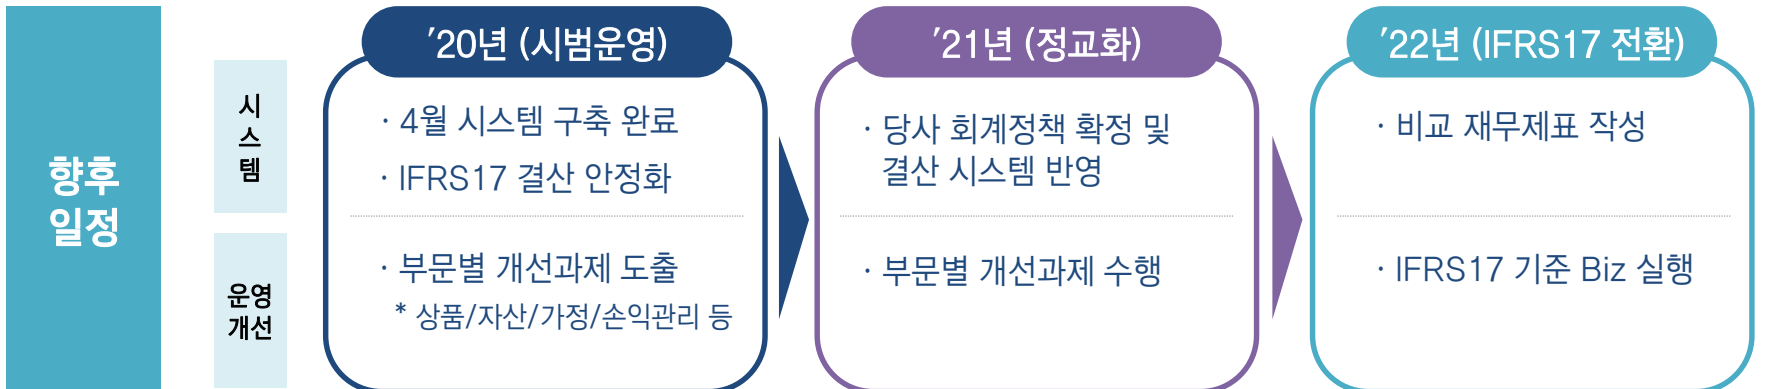 향후
일정
시
스
템
운영
개선
’20년 (시범운영)
· 4월 시스템 구축 완료
· IFRS17 결산 안정화
· 부문별 개선과제 도출
* 상품/자산/가정/손익관리 등
’21년 (정교화)
· 당사 회계정책 확정 및
결산 시스템 반영
· 부문별 개선과제 수행
’22년 (IFRS17 전환)
· 비교 재무제표 작성
· IFRS17 기준 Biz 실행